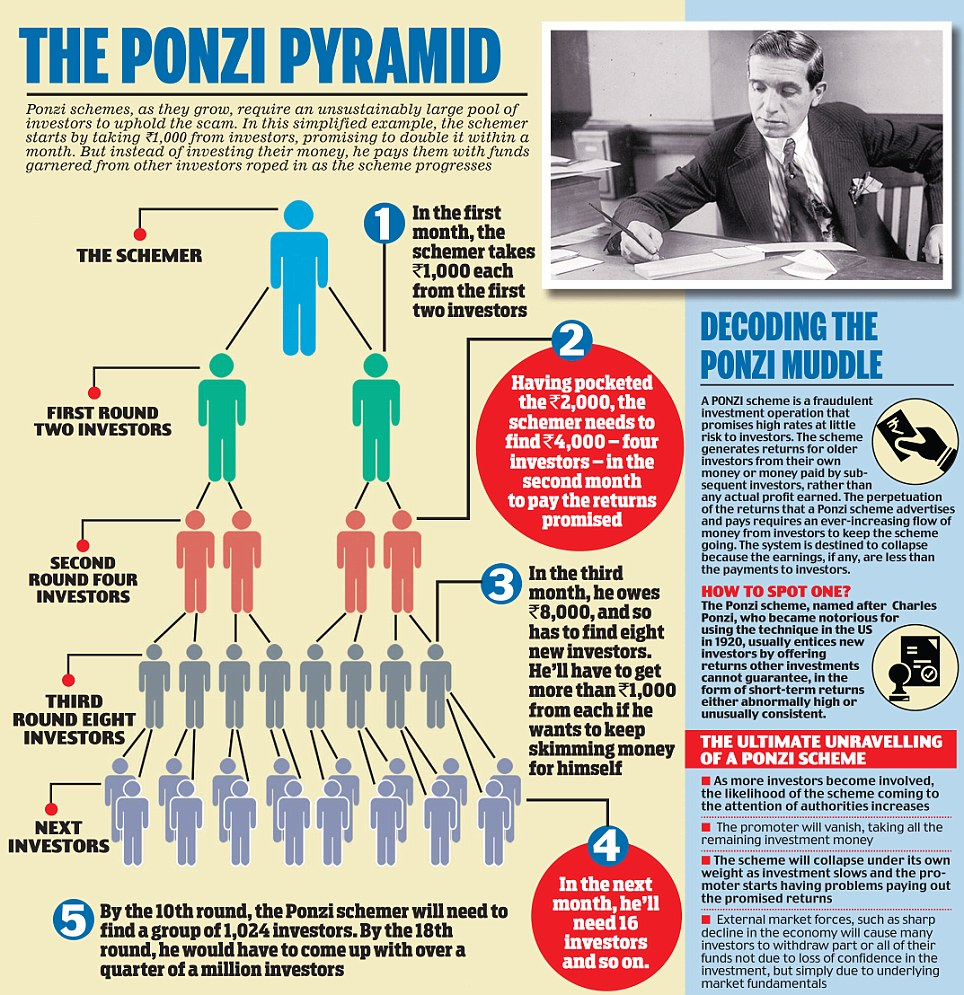 THE PONZI PYRAMID
Ponzi schemes, as they grow, require an unsustainably large pool of
investors to uphold the scam. In this simplified example, the schemer
starts by taking ₹1,000 from investors, promising to double it within a
month. But instead of investing their money, he pays them with funds
garnered from other investors roped in as the scheme progresses
THE SCHEMER
1
In the first
month, the
schemer takes
₹1,000 each
from the first
two investors
FIRST ROUND
TWO INVESTORS
2
Having pocketed
the ₹2,000, the
schemer needs to
find ₹4,000 – four
investors – in the
second month
to pay the returns
promised
SECOND
ROUND FOUR
INVESTORS
3
In the third
month, he owes
₹8,000, and so
has to find eight
new investors.
He'll have to get
more than ₹1,000
from each if he
wants to keep
skimming money
for himself
THIRD
ROUND EIGHT
INVESTORS
NEXT
INVESTORS
4
In the next
month, he'll
need 16
investors
and so on.
5
By the 10th round, the Ponzi schemer will need to
find a group of 1,024 investors. By the 18th
round, he would have to come up with over a
quarter of a million investors
DECODING THE
PONZI MUDDLE
A PONZI scheme is a fraudulent
investment operation that
promises high rates at little
risk to investors. The scheme
generates returns for older
investors from their own
money or money paid by sub-
sequent investors, rather than
any actual profit earned. The perpetuation
of the returns that a Ponzi scheme advertises
and pays requires an ever-increasing flow of
money from investors to keep the scheme
going. The system is destined to collapse
because the earnings, if any, are less than
the payments to investors.
₹
HOW TO SPOT ONE?
The Ponzi scheme, named after Charles
Ponzi, who became notorious for
using the technique in the US
in 1920, usually entices new
investors by offering
returns other investments
cannot guarantee, in the
form of short-term returns
either abnormally high or
unusually consistent.
THE ULTIMATE UNRAVELLING
OF A PONZI SCHEME
■ As more investors become involved,
the likelihood of the scheme coming to
the attention of authorities increases
■ The promoter will vanish, taking all the
remaining investment money
■ The scheme will collapse under its own
weight as investment slows and the pro-
moter starts having problems paying out
the promised returns
■ External market forces, such as sharp
decline in the economy will cause many
investors to withdraw part or all of their
funds not due to loss of confidence in the
investment, but simply due to underlying
market fundamentals